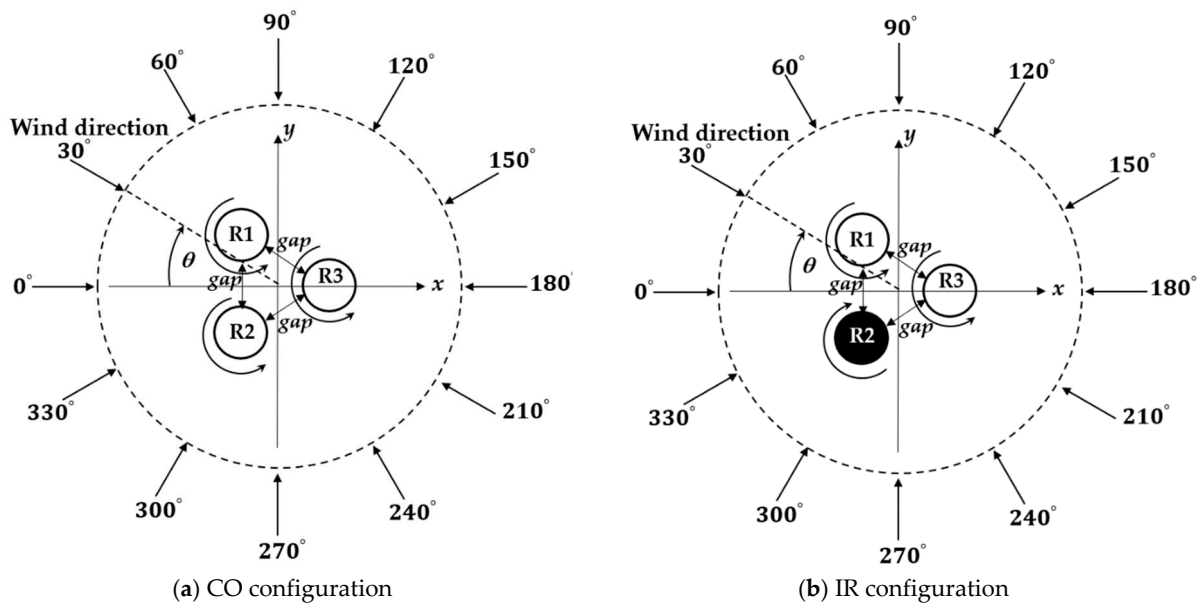 90°
60°
120°
Wind direction
30°
y
150°
R1
gap
θ
R3
gap
0°
x
180°
gap
R2
330°
210°
300°
240°
270°
(a) CO configuration
90°
60°
120°
Wind direction
30°
y
150°
R1
gap
θ
R3
gap
0°
x
180°
gap
R2
330°
210°
300°
240°
270°
(b) IR configuration